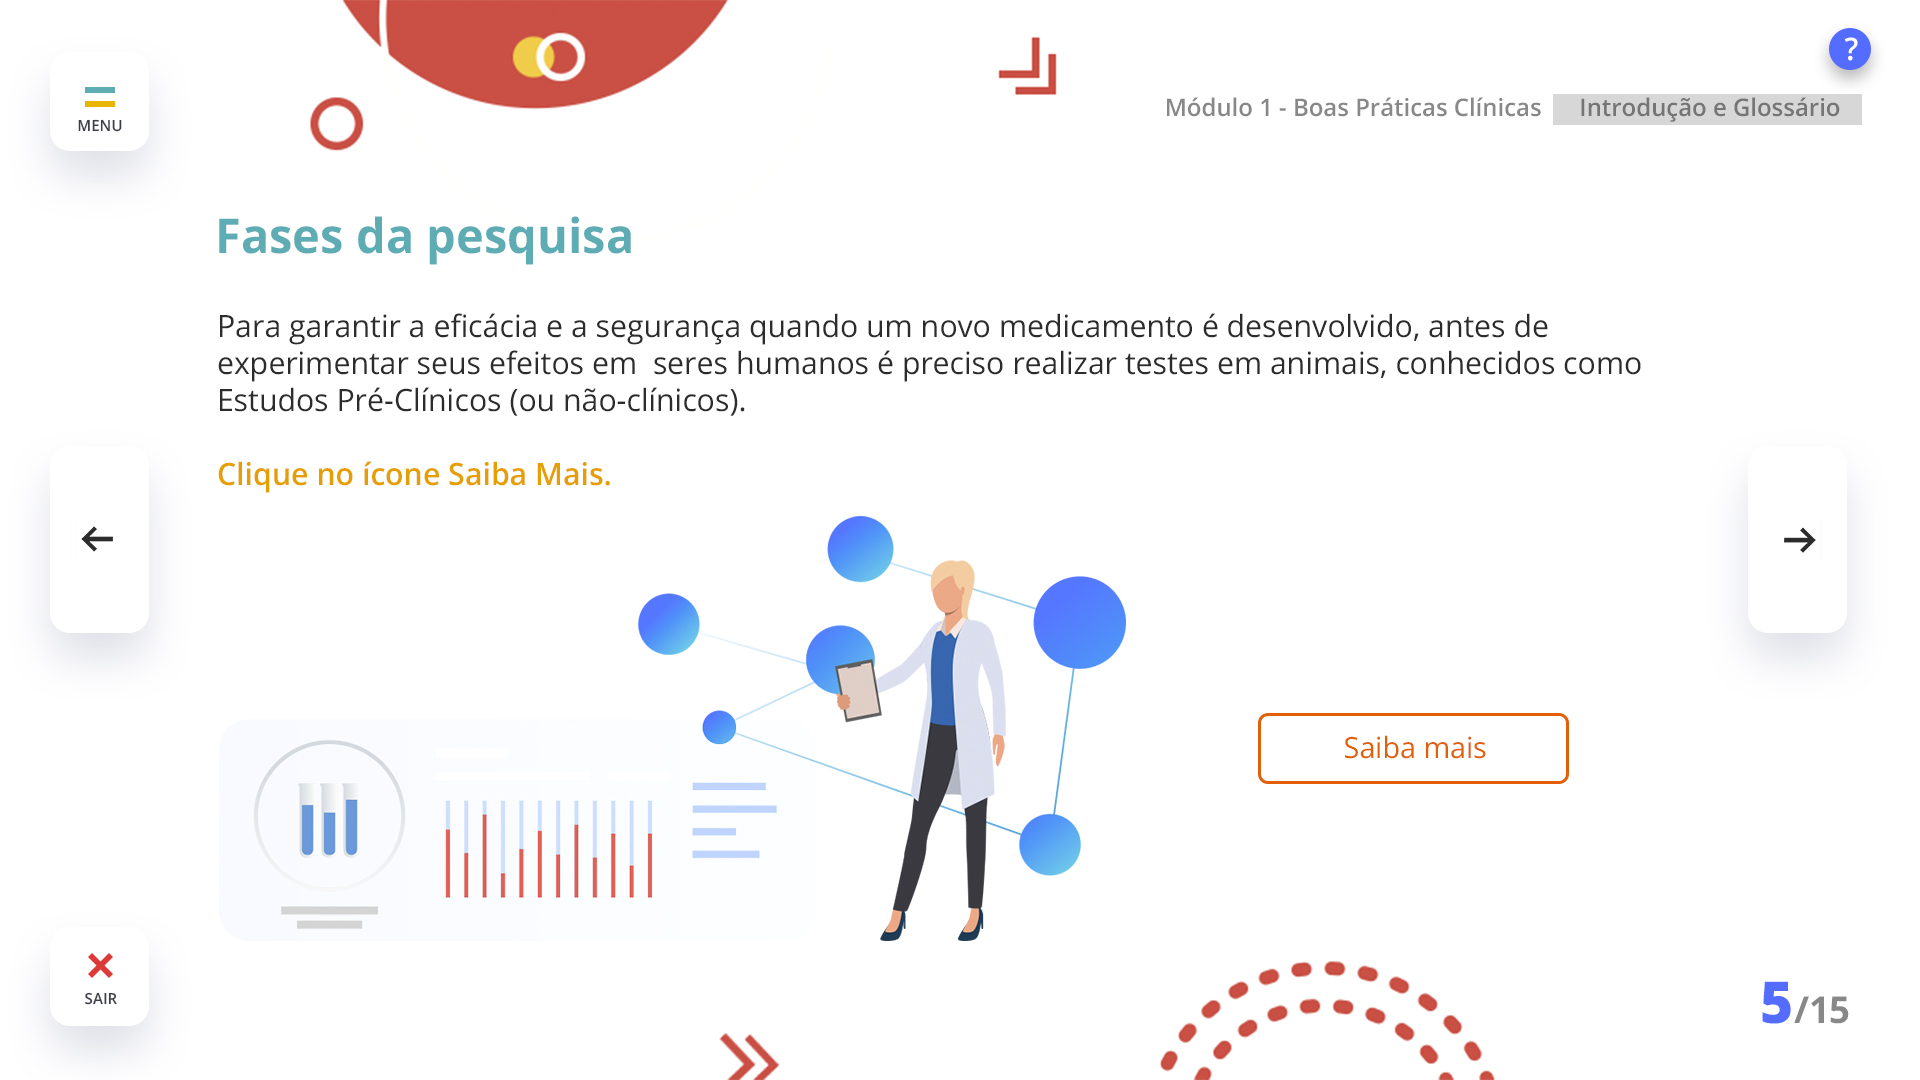 ?
MENU
Módulo 1 - Boas Práticas Clínicas Introdução e Glossário
Fases da pesquisa
Para garantir a eficácia e a segurança quando um novo medicamento é desenvolvido, antes de
experimentar seus efeitos em  seres humanos é preciso realizar testes em animais, conhecidos como
Estudos Pré-Clínicos (ou não-clínicos).
Clique no ícone Saiba Mais.
Saiba mais
SAIR
5/15